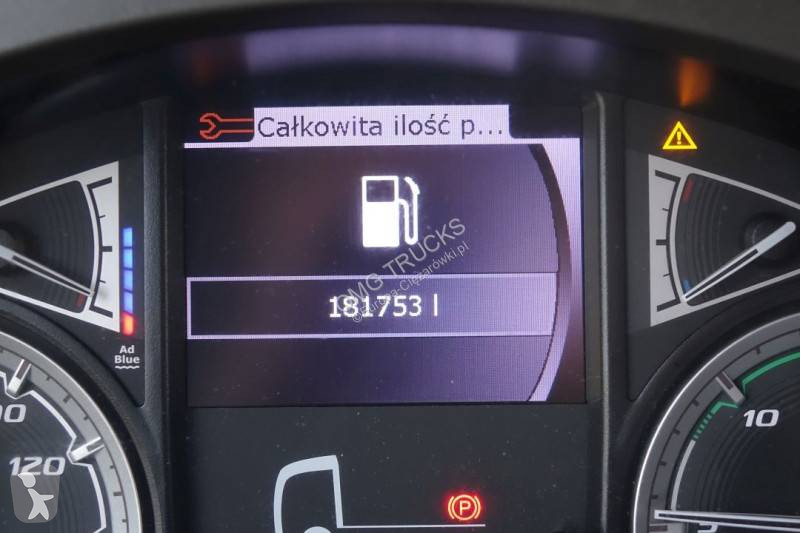 Całkowita ilość p...
MG TRUCKS
181753 l
Ad
Blue
120
10
P